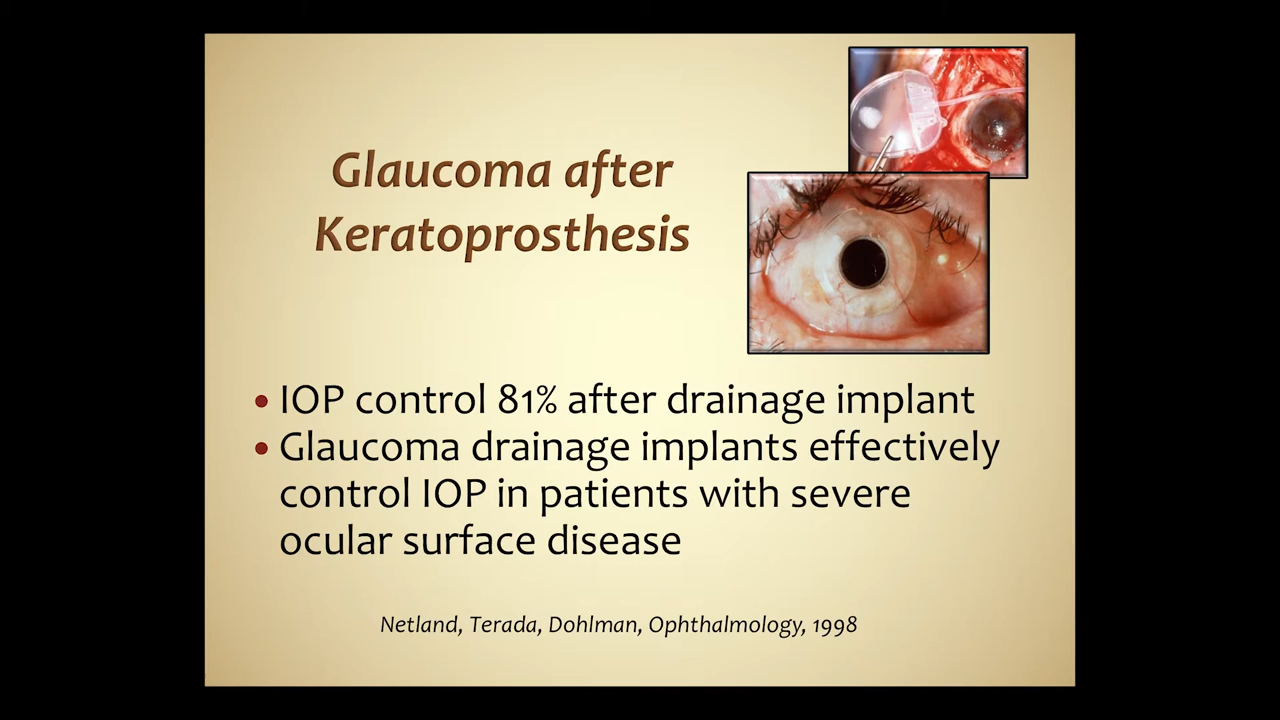 Glaucoma after
Keratoprosthesis
• IOP control 81% after drainage implant
• Glaucoma drainage implants effectively
control IOP in patients with severe
ocular surface disease
Netland, Terada, Dohlman, Ophthalmology, 1998